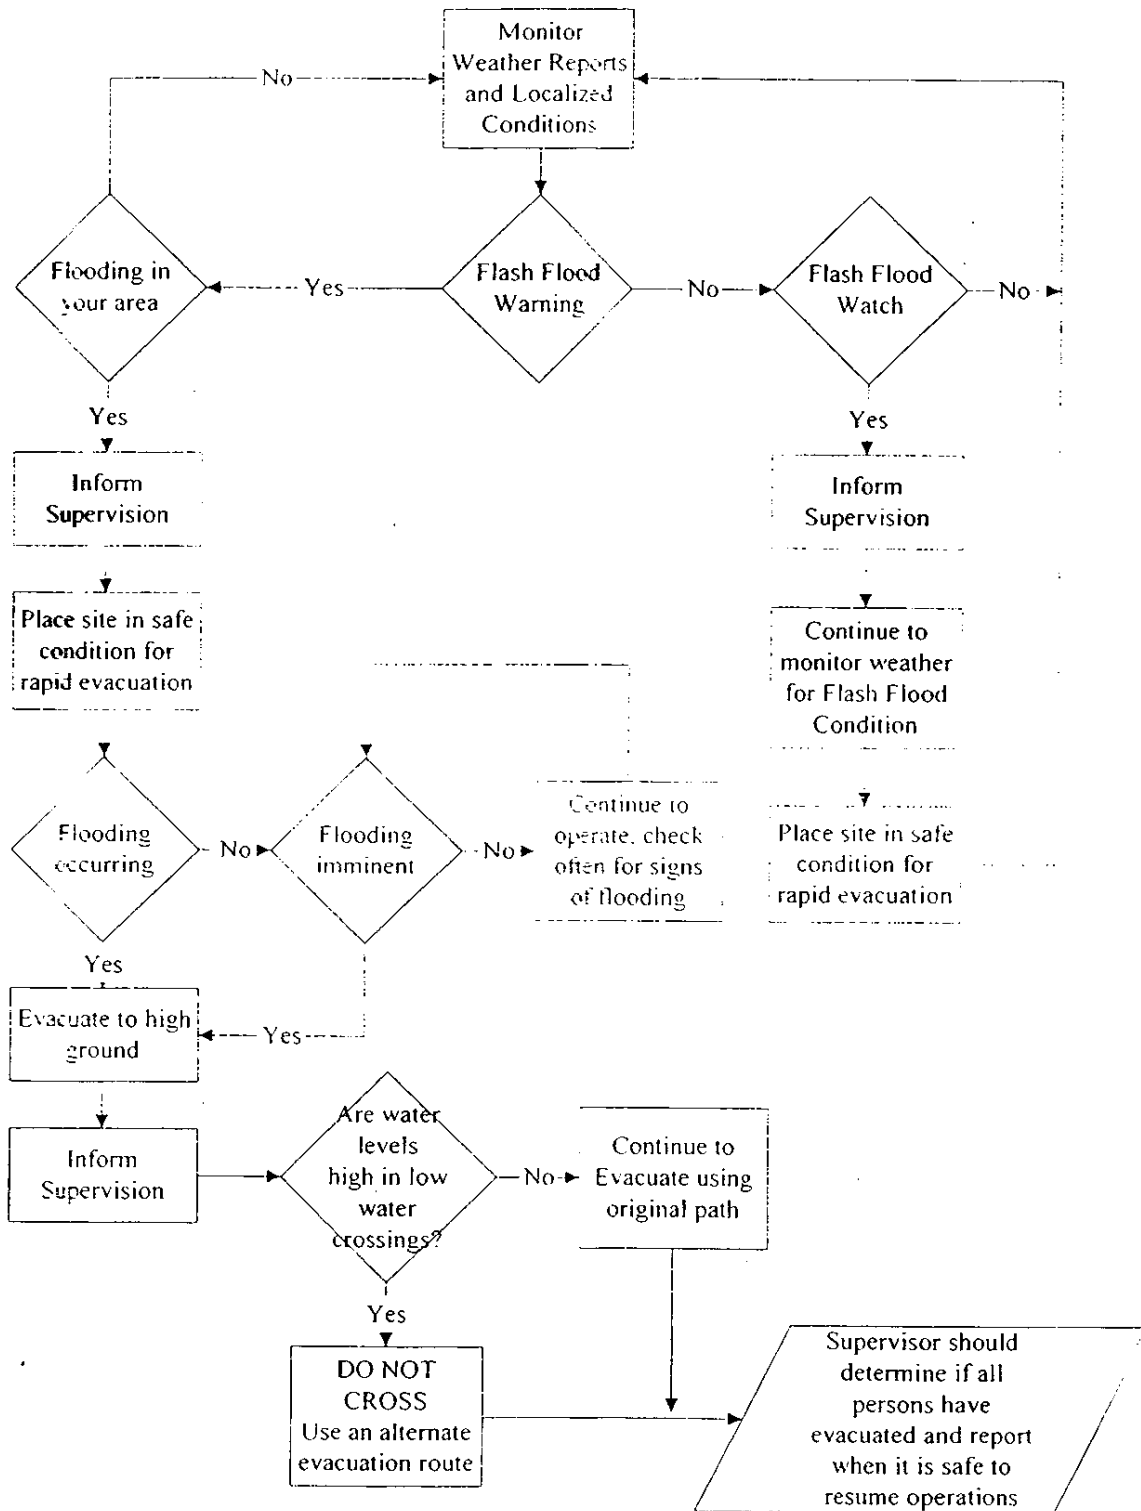 Monitor
Weather Reports
and Localized
Conditions
No
Flooding in
your area
Yes
Flash Flood
Warning
No
Flash Flood
Watch
No
Yes
Yes
Inform
Supervision
Inform
Supervision
Place site in safe
condition for
rapid evacuation
Continue to
monitor weather
for Flash Flood
Condition
Flooding
occurring
No
Flooding
imminent
No
Continue to
operate, check
often for signs
of flooding
Place site in safe
condition for
rapid evacuation
Yes
Evacuate to high
ground
Yes
Inform
Supervision
Are water
levels
high in low
water
crossings?
No
Continue to
Evacuate using
original path
Yes
DO NOT
CROSS
Use an alternate
evacuation route
Supervisor should
determine if all
persons have
evacuated and report
when it is safe to
resume operations